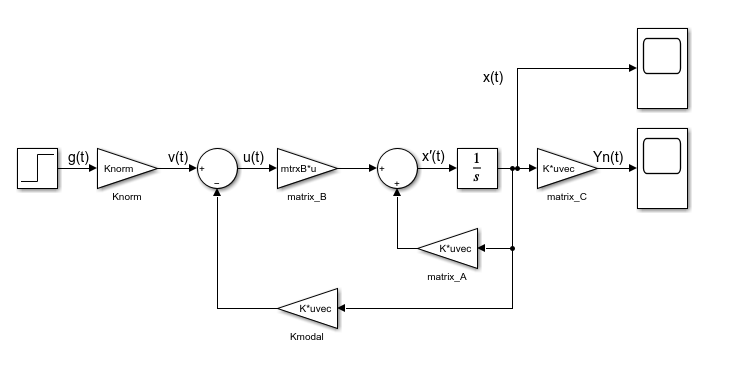 x(t)
g(t)
Knorm
Knorm
v(t)
+
−
u(t)
mtrxB*u
matrix_B
+
+
x′(t)
1
s
K*uvec
matrix_C
Yn(t)
K*uvec
matrix_A
K*uvec
Kmodal